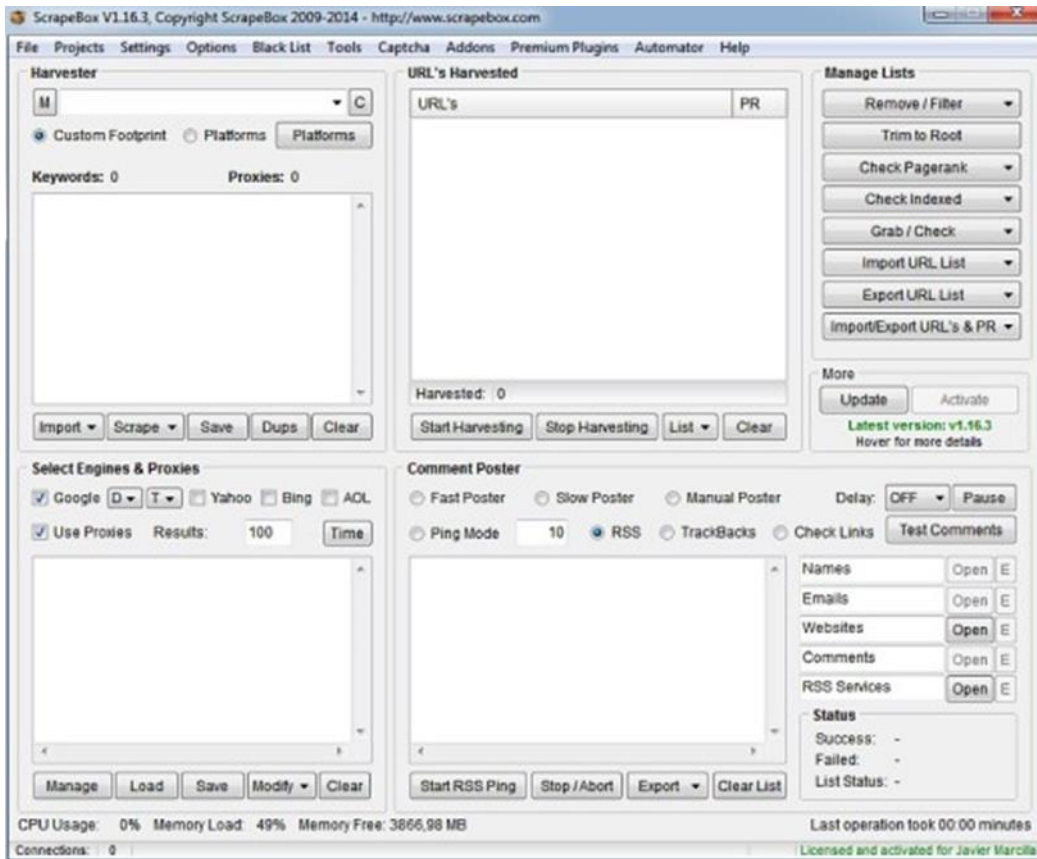 ScrapeBox V1.16.3, Copyright ScrapeBox 2009-2014 - http://www.scrapebox.com
File Projects Settings Options Black List Tools Captcha Addons Premium Plugins Automator Help
Harvester
M C
Custom Footprint Platforms Platforms
Keywords: 0 Proxies: 0
Import Scrape Save Dups Clear
URL's Harvested
URL's PR
Harvested: 0
Start Harvesting Stop Harvesting List Clear
Manage Lists
Remove / Filter
Trim to Root
Check Pagerank
Check Indexed
Grab / Check
Import URL List
Export URL List
Import/Export URL's & PR
More
Update Activate
Latest version: v1.16.3
Hover for more details
Select Engines & Proxies
Google D T Yahoo Bing AOL
Use Proxies Results: 100 Time
Manage Load Save Modify Clear
Comment Poster
Fast Poster Slow Poster Manual Poster Delay: OFF Pause
Ping Mode 10 RSS TrackBacks Check Links Test Comments
Names Open E
Emails Open E
Websites Open E
Comments Open E
RSS Services Open E
Status
Success: -
Failed: -
List Status: -
Start RSS Ping Stop / Abort Export Clear List
CPU Usage: 0% Memory Load: 49% Memory Free: 3866,98 MB Last operation took 00:00 minutes
Connections: 0 Licensed and activated for Javier Marcilla